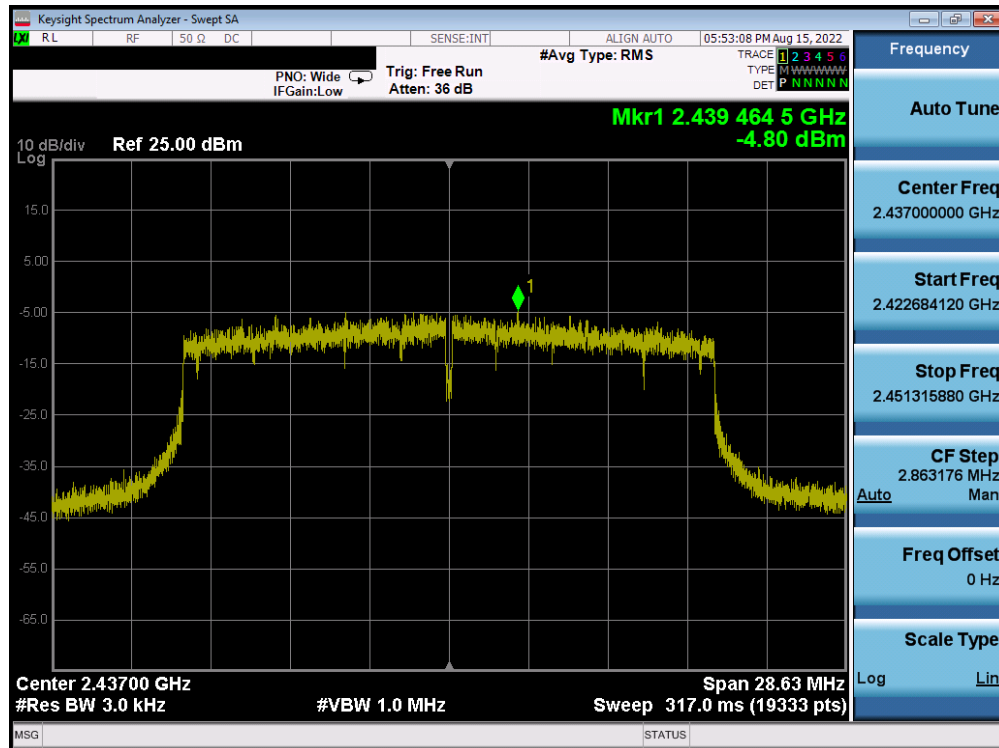 Keysight Spectrum Analyzer - Swept SA
LXI RL RF 50 Ω DC SENSE:INT ALIGN AUTO 05:53:08 PM Aug 15, 2022
#Avg Type: RMS
TRACE 1 2 3 4 5 6
TYPE M WWWWW
DET P N N N N N
PNO: Wide Trig: Free Run
IFGain:Low Atten: 36 dB
Mkr1 2.439 464 5 GHz
-4.80 dBm
10 dB/div Ref 25.00 dBm
Log
15.0
5.00
1
-5.00
-15.0
-25.0
-35.0
-45.0
-55.0
-65.0
Center 2.43700 GHz Span 28.63 MHz
#Res BW 3.0 kHz #VBW 1.0 MHz Sweep 317.0 ms (19333 pts)
MSG STATUS
Frequency
Auto Tune
Center Freq
2.437000000 GHz
Start Freq
2.422684120 GHz
Stop Freq
2.451315880 GHz
CF Step
2.863176 MHz
Auto Man
Freq Offset
0 Hz
Scale Type
Log Lin